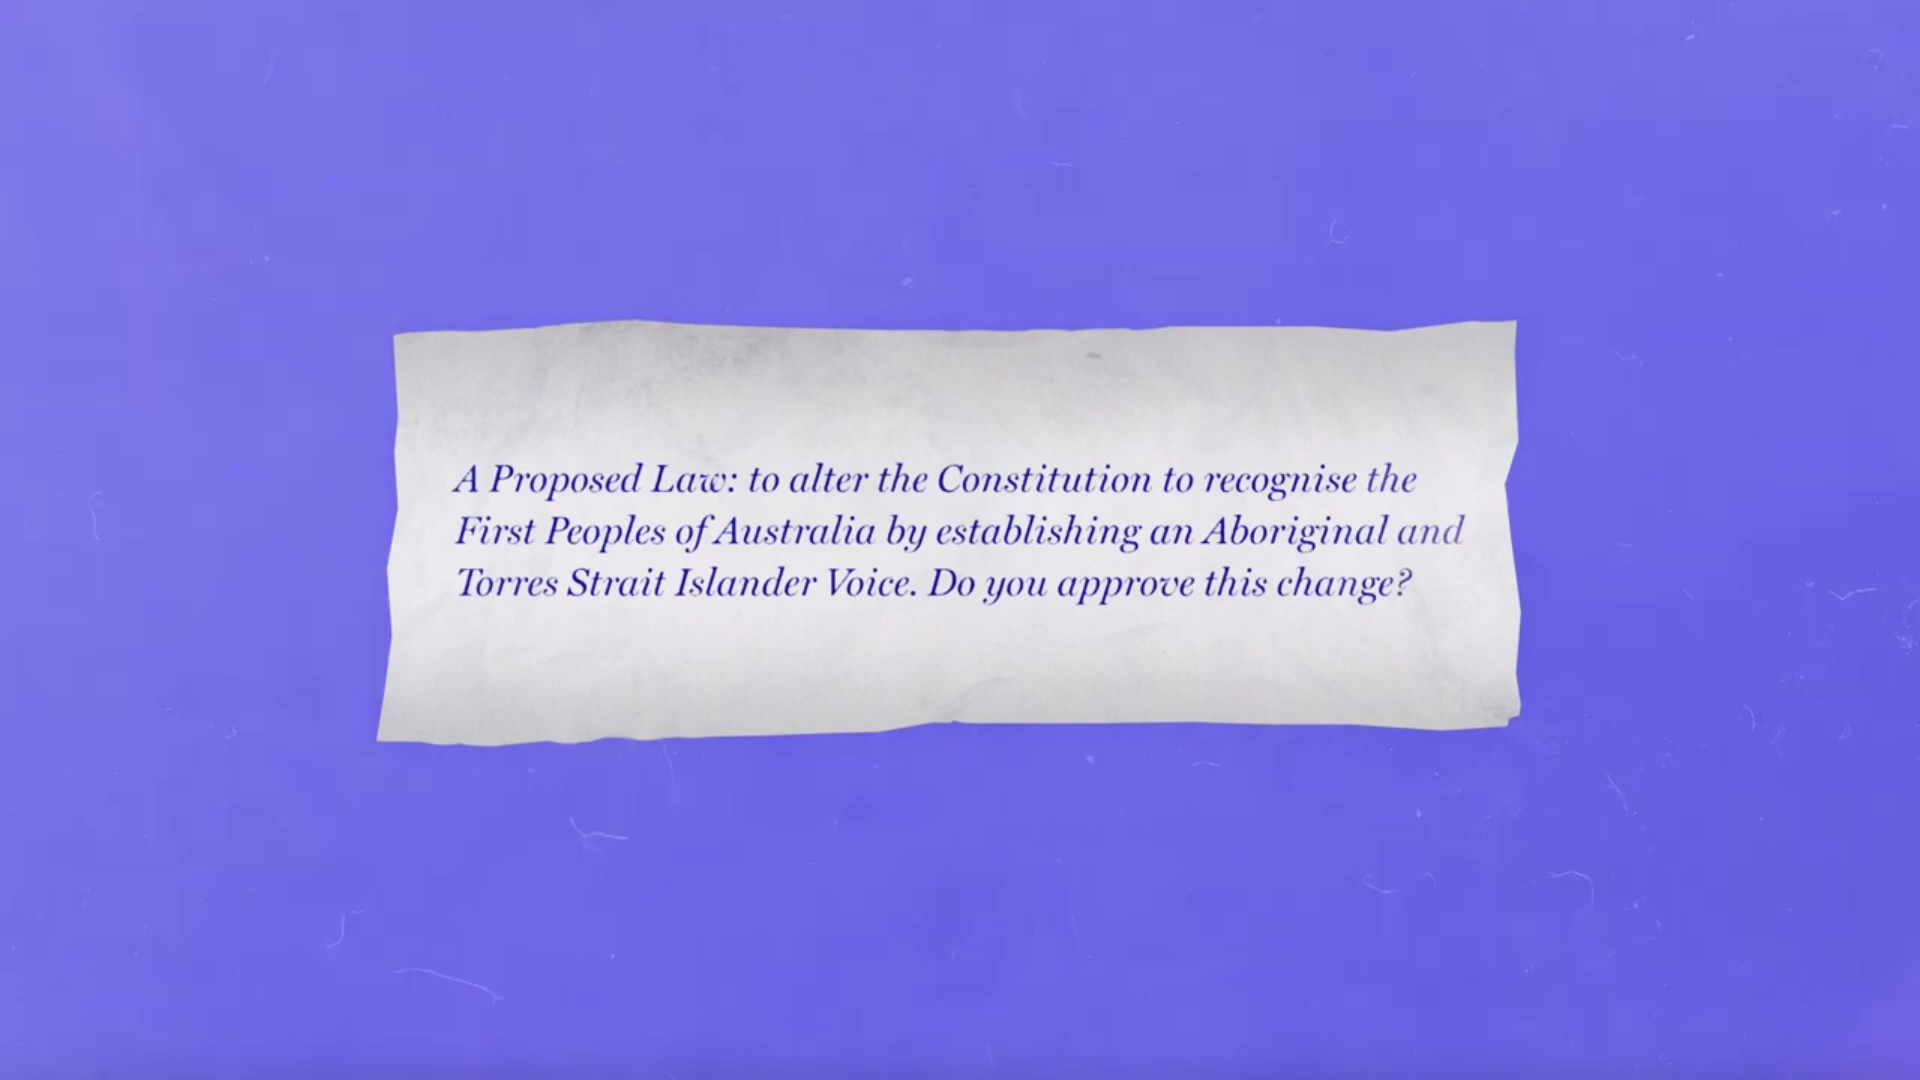 A Proposed Law: to alter the Constitution to recognise the
First Peoples of Australia by establishing an Aboriginal and
Torres Strait Islander Voice. Do you approve this change?